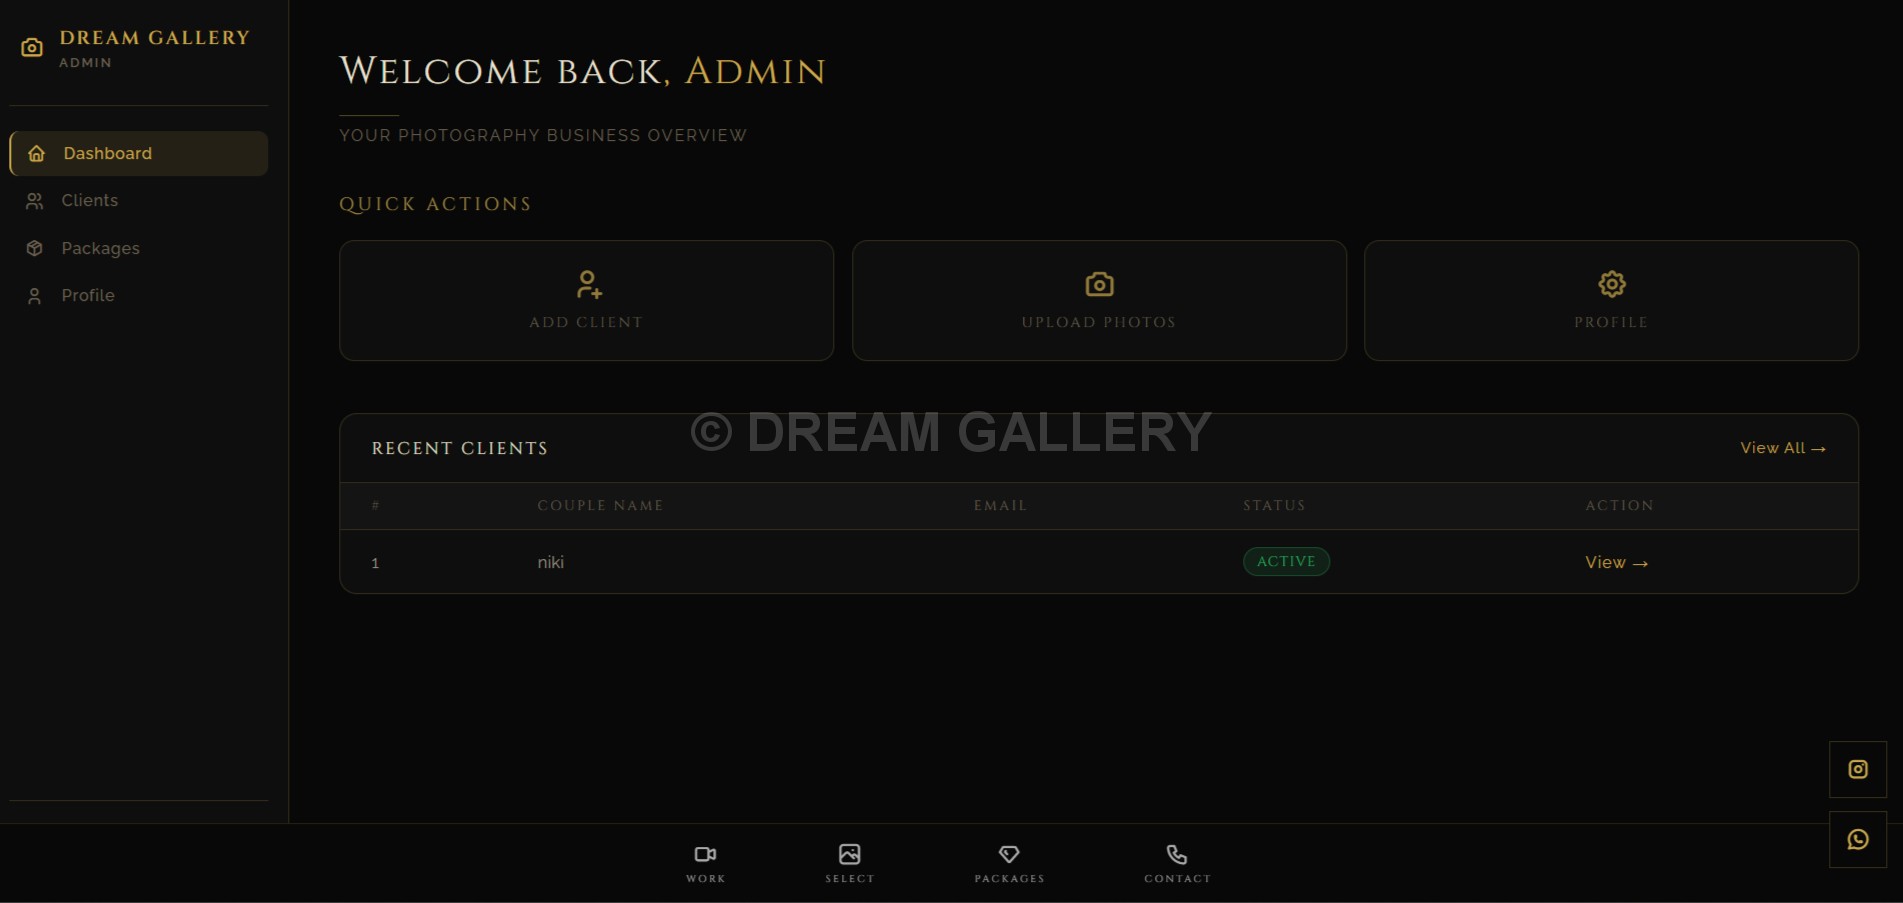 DREAM GALLERY
ADMIN
Dashboard
Clients
Packages
Profile
WELCOME BACK, ADMIN
YOUR PHOTOGRAPHY BUSINESS OVERVIEW
QUICK ACTIONS
ADD CLIENT
UPLOAD PHOTOS
PROFILE
© DREAM GALLERY
RECENT CLIENTS
View All →
# COUPLE NAME EMAIL STATUS ACTION
1 niki ACTIVE View →
WORK
SELECT
PACKAGES
CONTACT